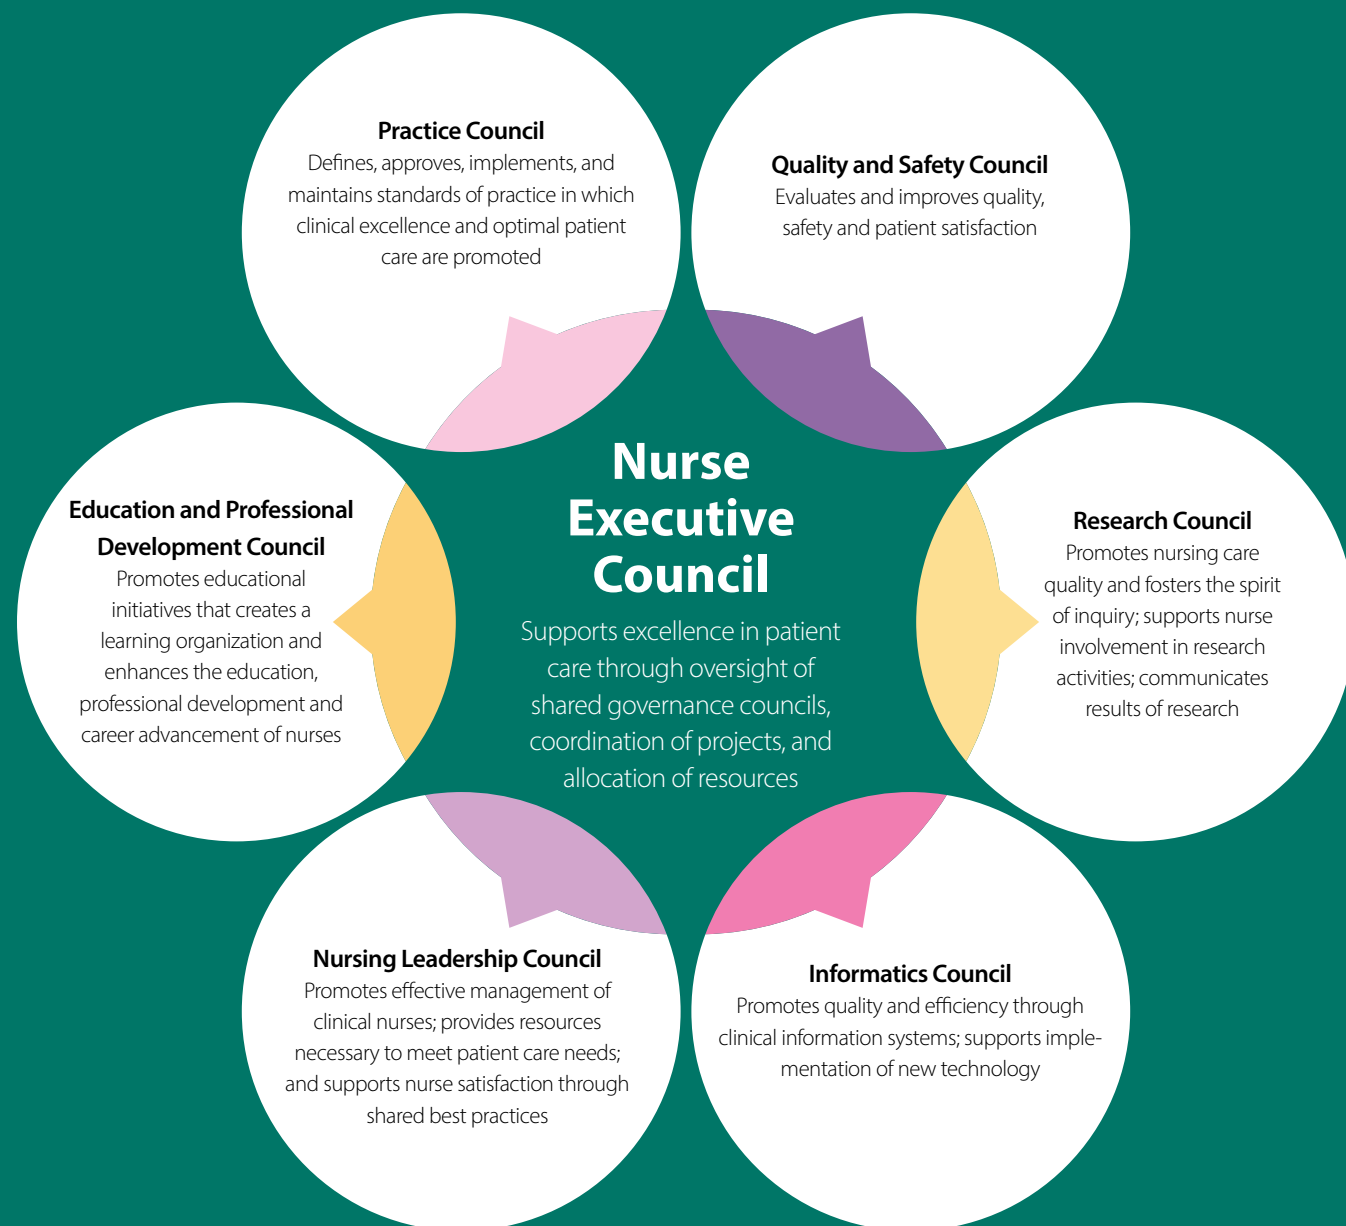 Practice Council
Defines, approves, implements, and
maintains standards of practice in which
clinical excellence and optimal patient
care are promoted
Quality and Safety Council
Evaluates and improves quality,
safety and patient satisfaction
Education and Professional
Development Council
Promotes educational
initiatives that creates a
learning organization and
enhances the education,
professional development and
career advancement of nurses
Nurse
Executive
Council
Supports excellence in patient
care through oversight of
shared governance councils,
coordination of projects, and
allocation of resources
Research Council
Promotes nursing care
quality and fosters the spirit
of inquiry; supports nurse
involvement in research
activities; communicates
results of research
Nursing Leadership Council
Promotes effective management of
clinical nurses; provides resources
necessary to meet patient care needs;
and supports nurse satisfaction through
shared best practices
Informatics Council
Promotes quality and efficiency through
clinical information systems; supports imple-
mentation of new technology